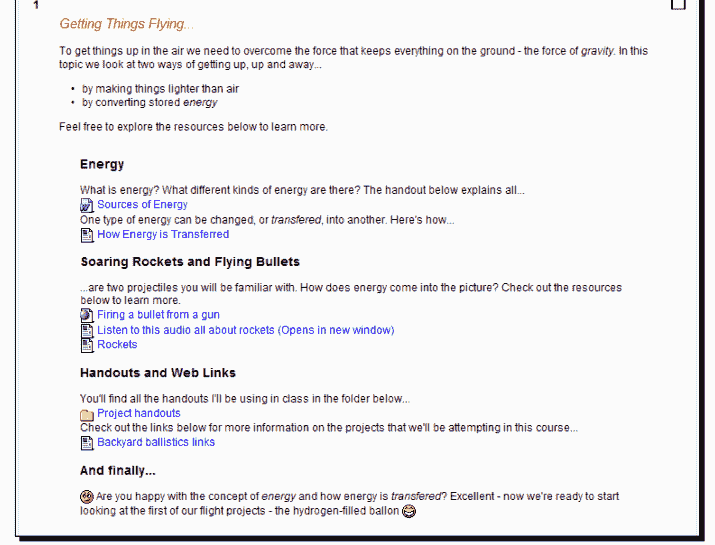 1
Getting Things Flying...
To get things up in the air we need to overcome the force that keeps everything on the ground - the force of gravity. In this
topic we look at two ways of getting up, up and away...
• by making things lighter than air
• by converting stored energy
Feel free to explore the resources below to learn more.
Energy
What is energy? What different kinds of energy are there? The handout below explains all...
Sources of Energy
One type of energy can be changed, or transfered, into another. Here's how...
How Energy is Transferred
Soaring Rockets and Flying Bullets
...are two projectiles you will be familiar with. How does energy come into the picture? Check out the resources
below to learn more.
Firing a bullet from a gun
Listen to this audio all about rockets (Opens in new window)
Rockets
Handouts and Web Links
You'll find all the handouts I'll be using in class in the folder below...
Project handouts
Check out the links below for more information on the projects that we'll be attempting in this course...
Backyard ballistics links
And finally...
Are you happy with the concept of energy and how energy is transfered? Excellent - now we're ready to start
looking at the first of our flight projects - the hydrogen-filled ballon